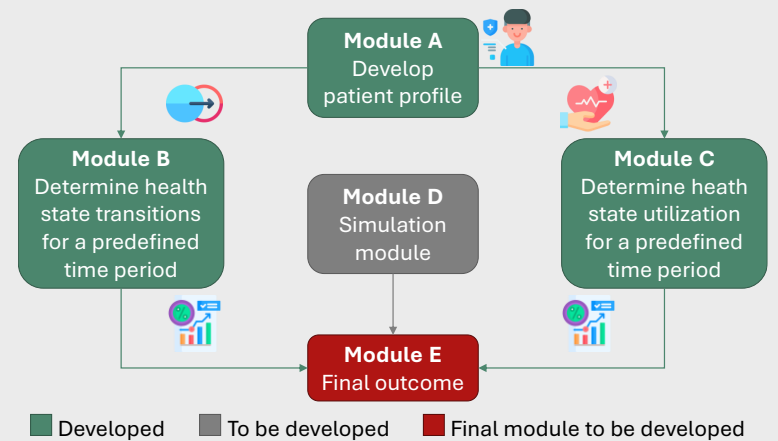 Module A
Develop
patient profile
Module B
Determine health
state transitions
for a predefined
time period
Module D
Simulation
module
Module C
Determine heath
state utilization
for a predefined
time period
%
%
Module E
Final outcome
Developed
To be developed
Final module to be developed